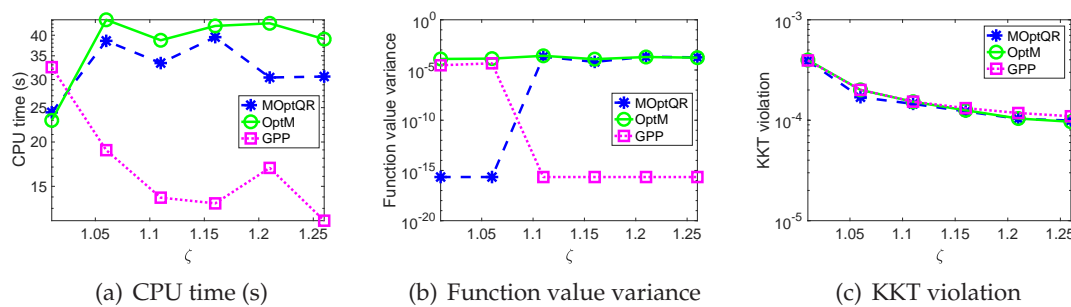 CPU time (s)
40
35
30
25
20
15
MOptQR
OptM
GPP
1.05 1.1 1.15 1.2 1.25
ζ
(a) CPU time (s)
Function value variance
10^0
10^-5
10^-10
10^-15
10^-20
MOptQR
OptM
GPP
1.05 1.1 1.15 1.2 1.25
ζ
(b) Function value variance
KKT violation
10^-3
10^-4
10^-5
MOptQR
OptM
GPP
1.05 1.1 1.15 1.2 1.25
ζ
(c) KKT violation